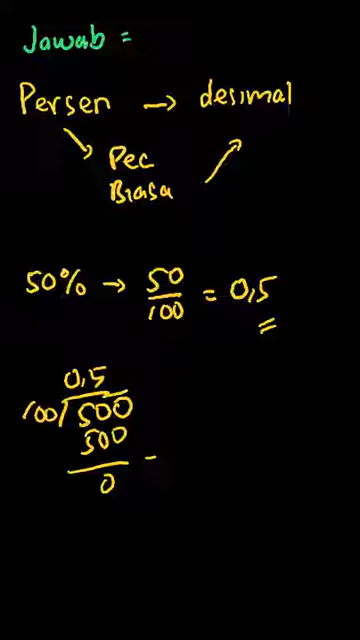 Jawab =
Persen → desimal
Pec
Biasa
50% → 50/100 = 0,5
0,5
100 √500
500
0
-